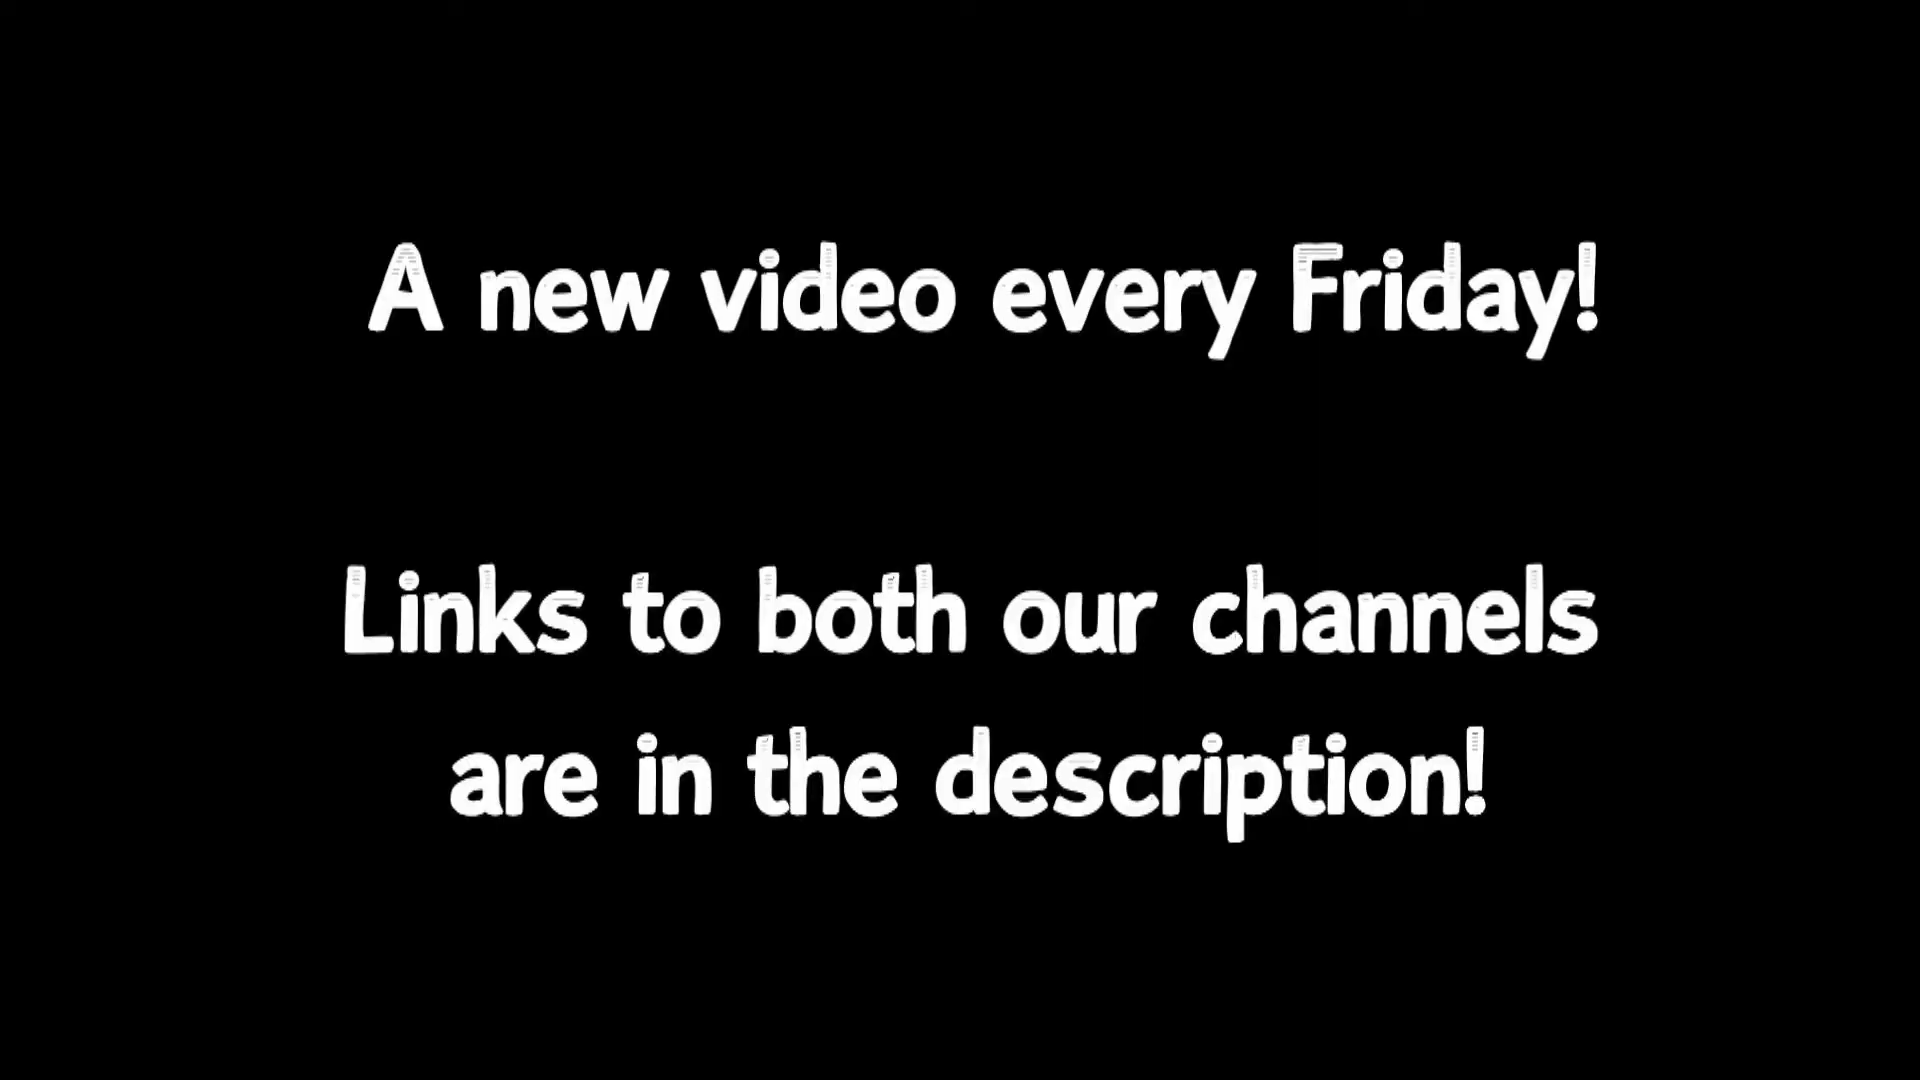 A new video every Friday!
Links to both our channels
are in the description!